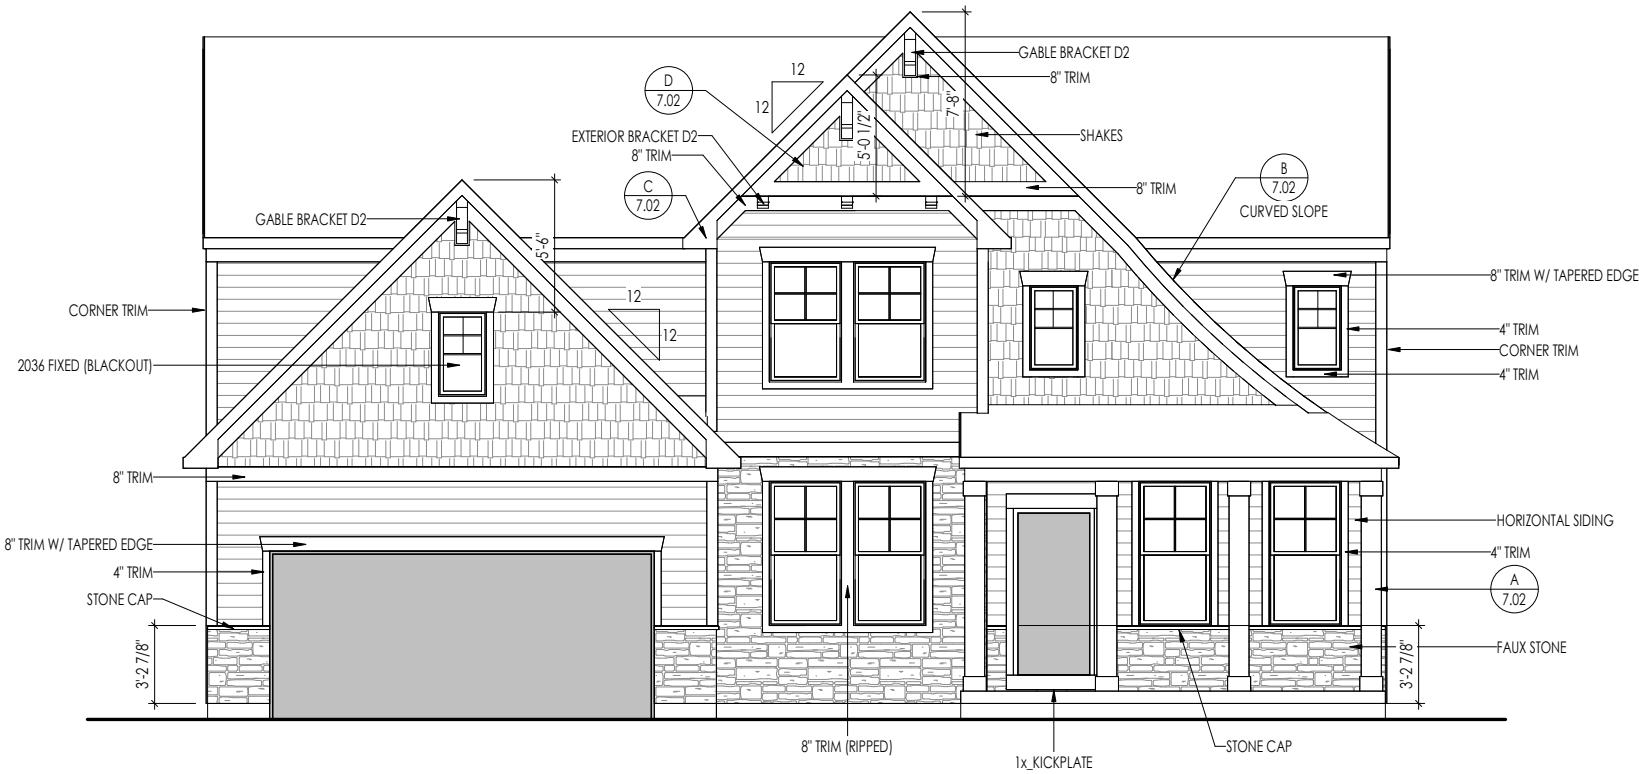 GABLE BRACKET D2
8" TRIM
12
12
D
7.02
7'-8"
5'-0 1/2"
EXTERIOR BRACKET D2
8" TRIM
SHAKES
C
7.02
8" TRIM
B
7.02
CURVED SLOPE
GABLE BRACKET D2
5'-6"
8" TRIM W/ TAPERED EDGE
CORNER TRIM
12
12
4" TRIM
CORNER TRIM
2036 FIXED (BLACKOUT)
4" TRIM
8" TRIM
HORIZONTAL SIDING
8" TRIM W/ TAPERED EDGE
4" TRIM
4" TRIM
A
7.02
STONE CAP
FAUX STONE
3'-2 7/8"
3'-2 7/8"
8" TRIM (RIPPED)
STONE CAP
1x_KICKPLATE